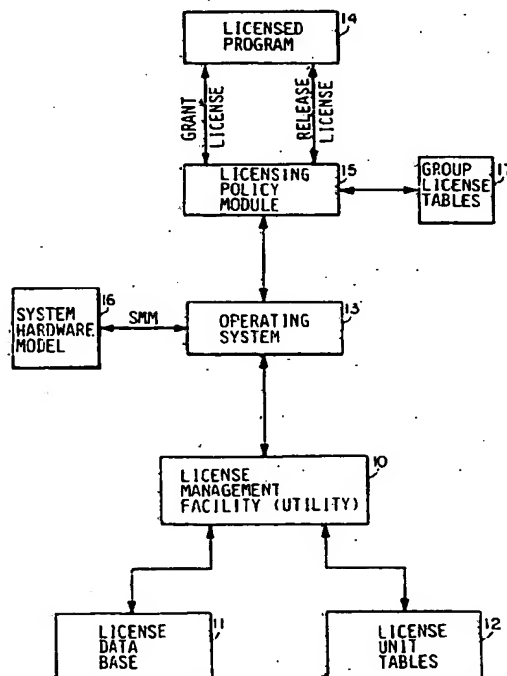 LICENSED
PROGRAM
14
GRANT
LICENSE
RELEASE
LICENSE
LICENSING
POLICY
MODULE
15
GROUP
LICENSE
TABLES
17
SYSTEM
HARDWARE
MODEL
16
SMM
OPERATING
SYSTEM
13
LICENSE
MANAGEMENT
FACILITY (UTILITY)
10
LICENSE
DATA
BASE
11
LICENSE
UNIT
TABLES
12